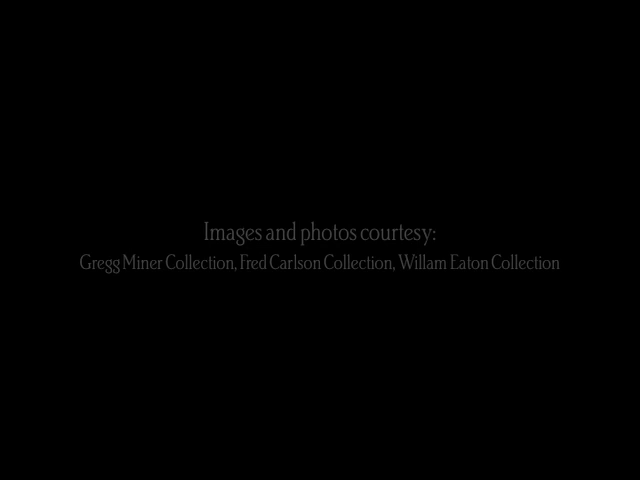 Images and photos courtesy:
Gregg Miner Collection, Fred Carlson Collection, Willam Eaton Collection